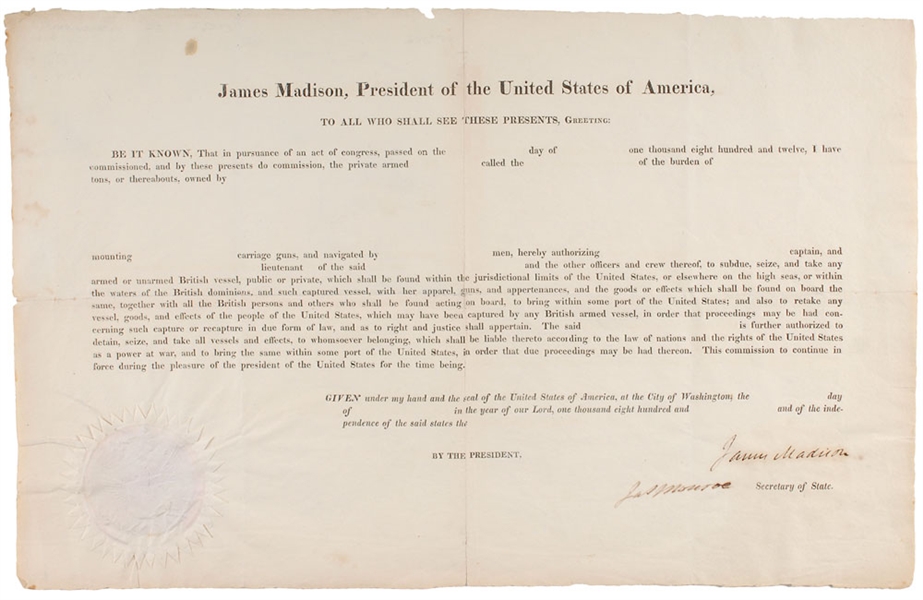 James Madison, President of the United States of America,
TO ALL WHO SHALL SEE THESE PRESENTS, GREETING:
BE IT KNOWN, That in pursuance of an act of congress, passed on the day of one thousand eight hundred and twelve, I have
commissioned, and by these presents do commission, the private armed called the of the burden of
tons, or thereabouts, owned by
mounting carriage guns, and navigated by men, hereby authorizing captain, and
lieutenant of the said and the other officers and crew thereof, to subdue, seize, and take any
armed or unarmed British vessel, public or private, which shall be found within the jurisdictional limits of the United States, or elsewhere on the high seas, or within
the waters of the British dominions, and such captured vessel, with her apparel, guns, and appertenances, and the goods or effects which shall be found on board the
same, together with all the British persons and others who shall be found acting on board, to bring within some port of the United States; and also to retake any
vessel, goods, and effects of the people of the United States, which may have been captured by any British armed vessel, in order that proceedings may be had con-
cerning such capture or recapture in due form of law, and as to right and justice shall appertain. The said is further authorized to
detain, seize, and take all vessels and effects, to whomsoever belonging, which shall be liable thereto according to the law of nations and the rights of the United States
as a power at war, and to bring the same within some port of the United States, in order that due proceedings may be had thereon. This commission to continue in
force during the pleasure of the president of the United States for the time being.
GIVEN under my hand and the seal of the United States of America, at the City of Washington, the day
of in the year of our Lord, one thousand eight hundred and and of the inde-
pendence of the said states the
BY THE PRESIDENT.
James Madison
Jas Monroe Secretary of State.